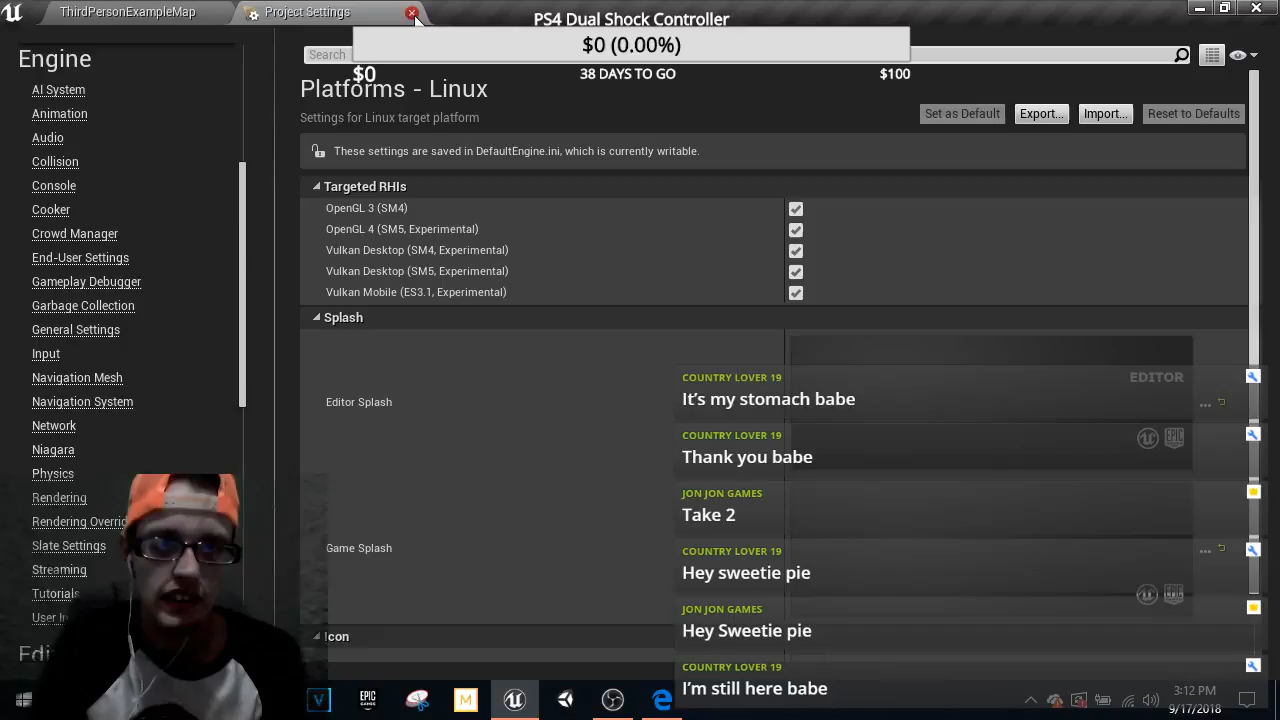 ThirdPersonExampleMap
Project Settings
PS4 Dual Shock Controller
$0 (0.00%)
$0
38 DAYS TO GO
$100
Search
Engine
AI System
Animation
Audio
Collision
Console
Cooker
Crowd Manager
End-User Settings
Gameplay Debugger
Garbage Collection
General Settings
Input
Navigation Mesh
Navigation System
Network
Niagara
Physics
Rendering
Rendering
Slate Settings
Streaming
Tutorials
Platforms - Linux
Settings for Linux target platform
Set as Default
Export...
Import...
Reset to Defaults
These settings are saved in DefaultEngine.ini, which is currently writable.
Targeted RHIs
OpenGL 3 (SM4)
OpenGL 4 (SM5, Experimental)
Vulkan Desktop (SM4, Experimental)
Vulkan Desktop (SM5, Experimental)
Vulkan Mobile (ES3.1, Experimental)
Splash
Editor Splash
EDITOR
Game Splash
Icon
COUNTRY LOVER 19
It's my stomach babe
COUNTRY LOVER 19
Thank you babe
JON JON GAMES
Take 2
COUNTRY LOVER 19
Hey sweetie pie
JON JON GAMES
Hey Sweetie pie
COUNTRY LOVER 19
I'm still here babe
EPIC GAMES
3:12 PM
9/17/2018